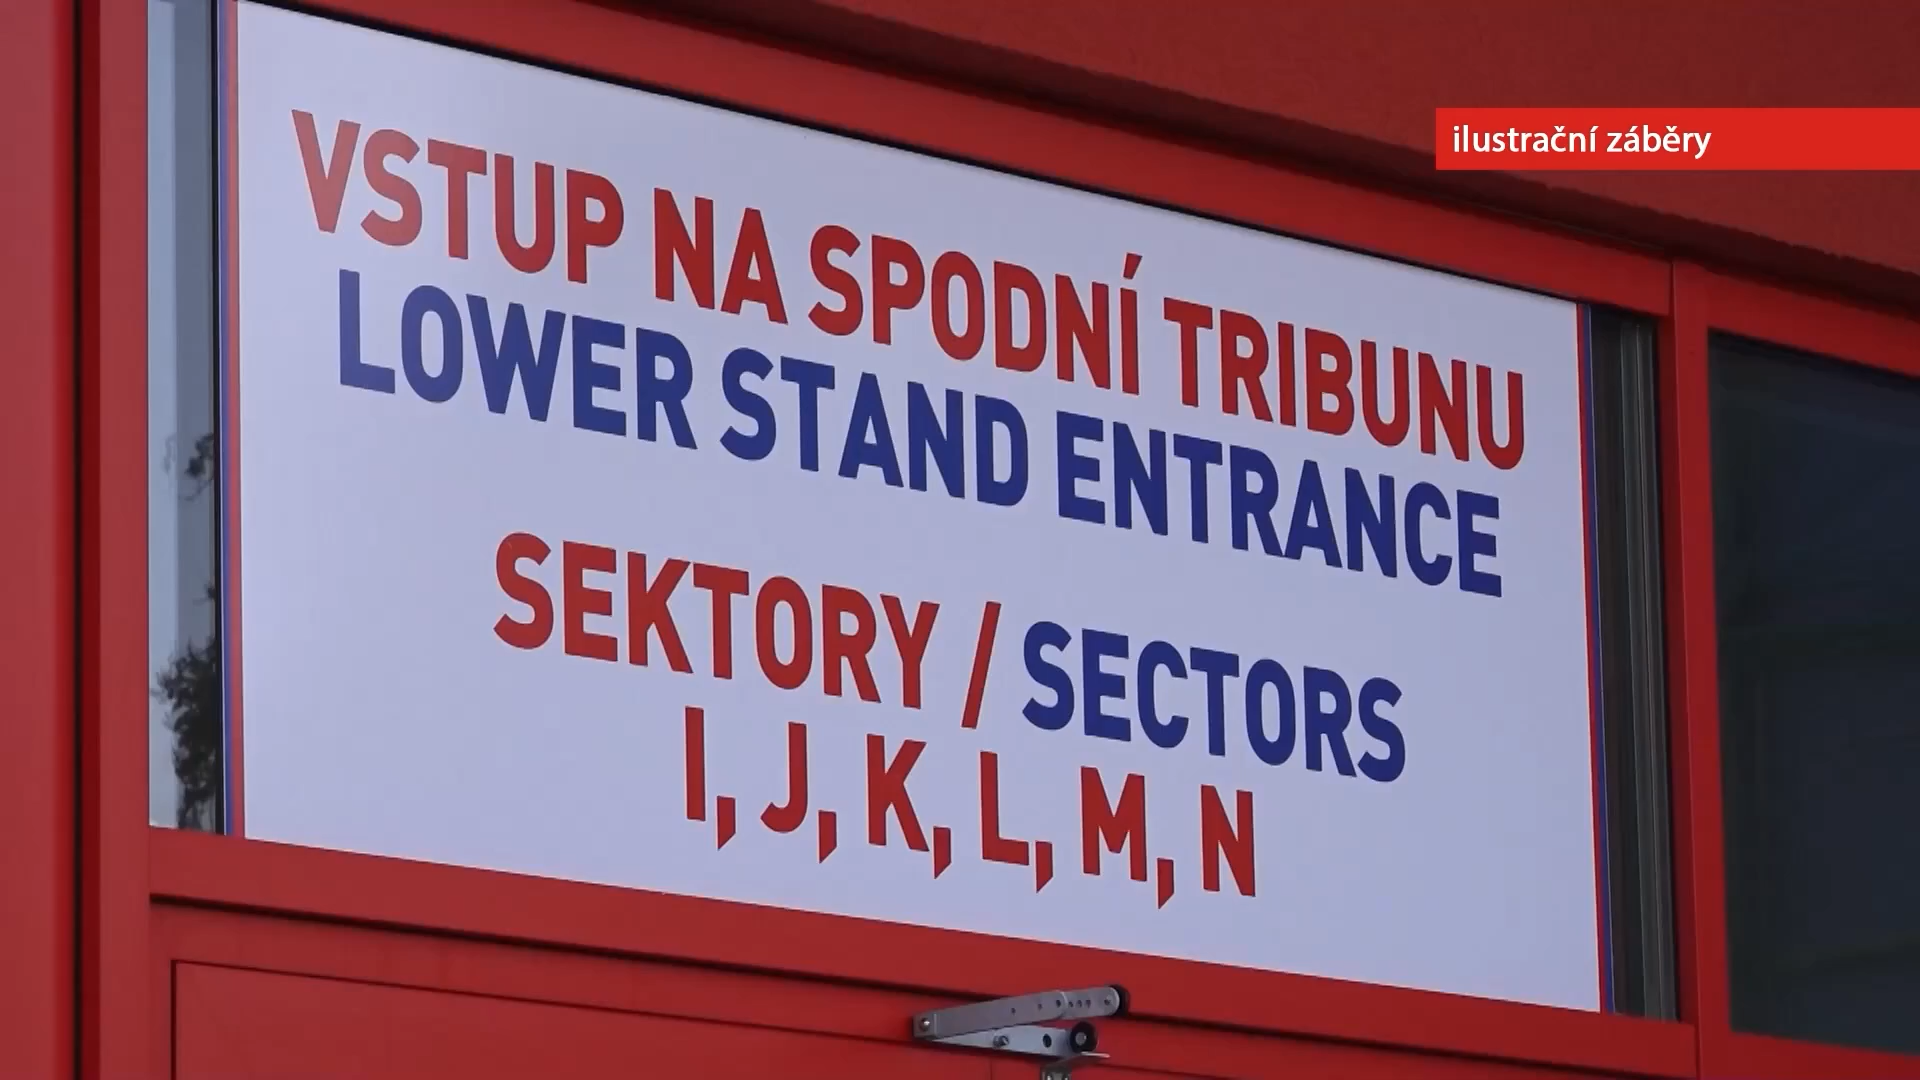 ilustrační záběry
VSTUP NA SPODNÍ TRIBUNU
LOWER STAND ENTRANCE
SEKTORY / SECTORS
I, J, K, L, M, N